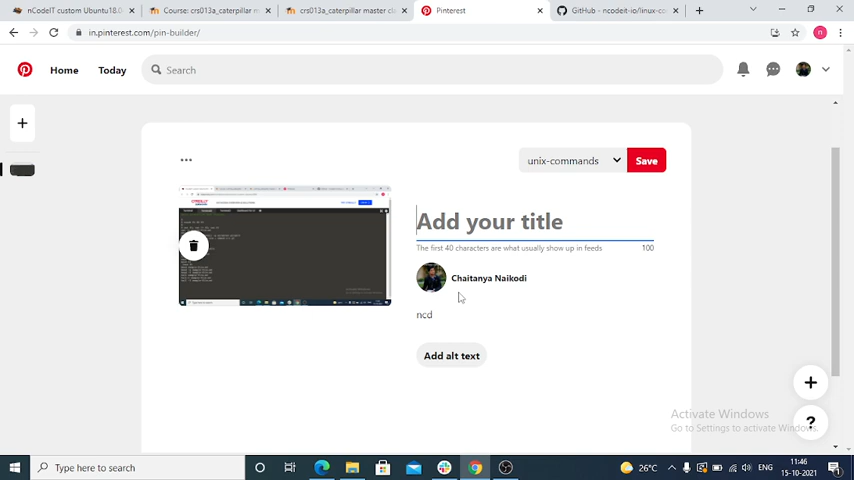 nCodeIT custom Ubuntu18.0
Course: crs013a_caterpillar m
crs013a_caterpillar master cl
Pinterest
GitHub - ncodeit-io/linux-co
in.pinterest.com/pin-builder/
n
Home
Today
Search
unix-commands
Save
Add your title
The first 40 characters are what usually show up in feeds
100
Chaitanya Naikodi
ncd
Add alt text
Activate Windows
Go to Settings to activate Windows.
?
Type here to search
26°C
ENG
11:46
15-10-2021